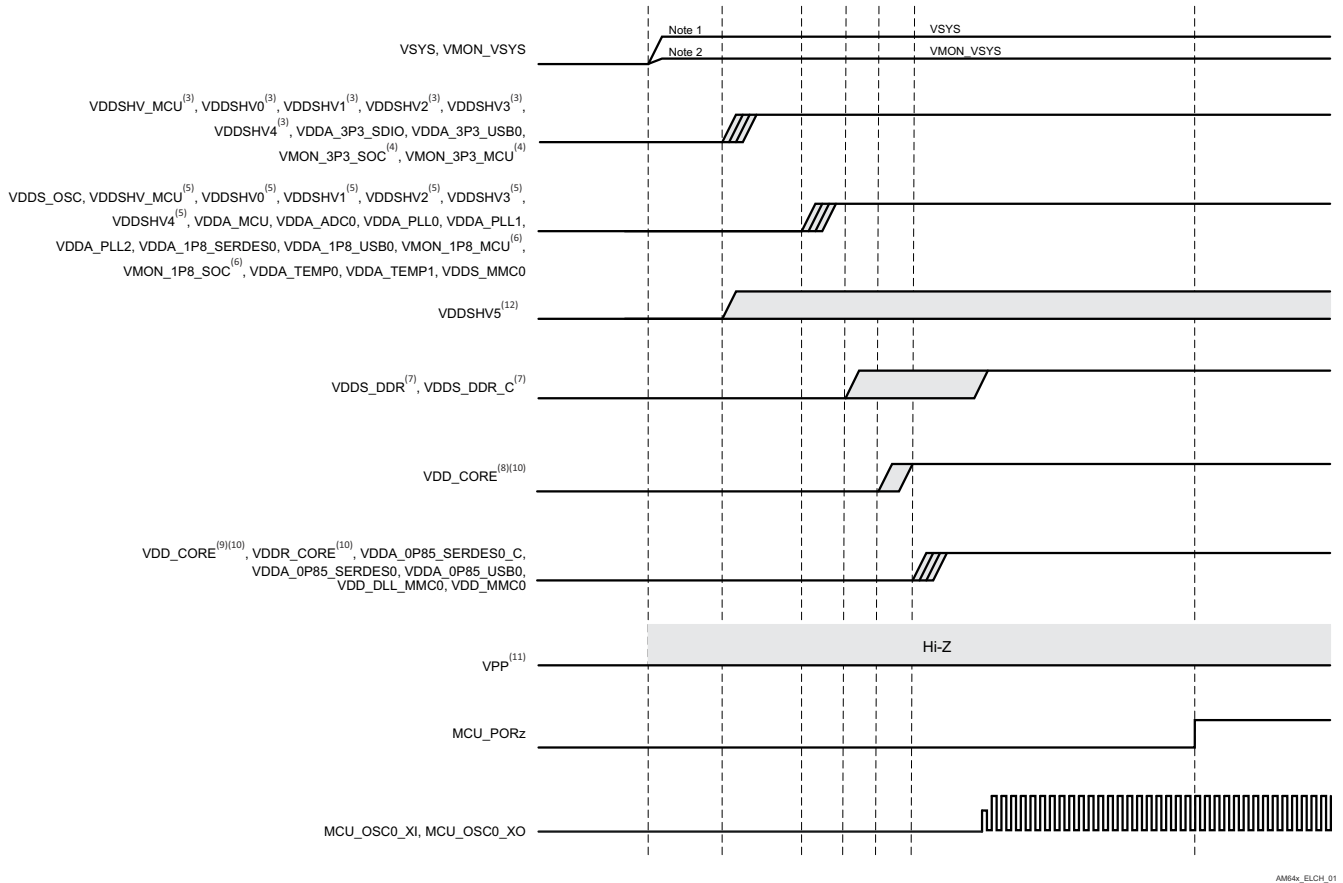 Note 1
VSYS
VSYS, VMON_VSYS
Note 2
VMON_VSYS
VDDSHV_MCU(3), VDDSHV0(3), VDDSHV1(3), VDDSHV2(3), VDDSHV3(3),
VDDSHV4(3), VDDA_3P3_SDIO, VDDA_3P3_USB0,
VMON_3P3_SOC(4), VMON_3P3_MCU(4)
VDDS_OSC, VDDSHV_MCU(5), VDDSHV0(5), VDDSHV1(5), VDDSHV2(5), VDDSHV3(5),
VDDSHV4(5), VDDA_MCU, VDDA_ADC0, VDDA_PLL0, VDDA_PLL1,
VDDA_PLL2, VDDA_1P8_SERDES0, VDDA_1P8_USB0, VMON_1P8_MCU(6),
VMON_1P8_SOC(6), VDDA_TEMP0, VDDA_TEMP1, VDDS_MMC0
VDDSHV5(12)
VDDS_DDR(7), VDDS_DDR_C(7)
VDD_CORE(8)(10)
VDD_CORE(9)(10), VDDR_CORE(10), VDDA_0P85_SERDES0_C,
VDDA_0P85_SERDES0, VDDA_0P85_USB0,
VDD_DLL_MMC0, VDD_MMC0
Hi-Z
VPP(11)
MCU_PORz
MCU_OSC0_XI, MCU_OSC0_XO
AM64x_ELCH_01